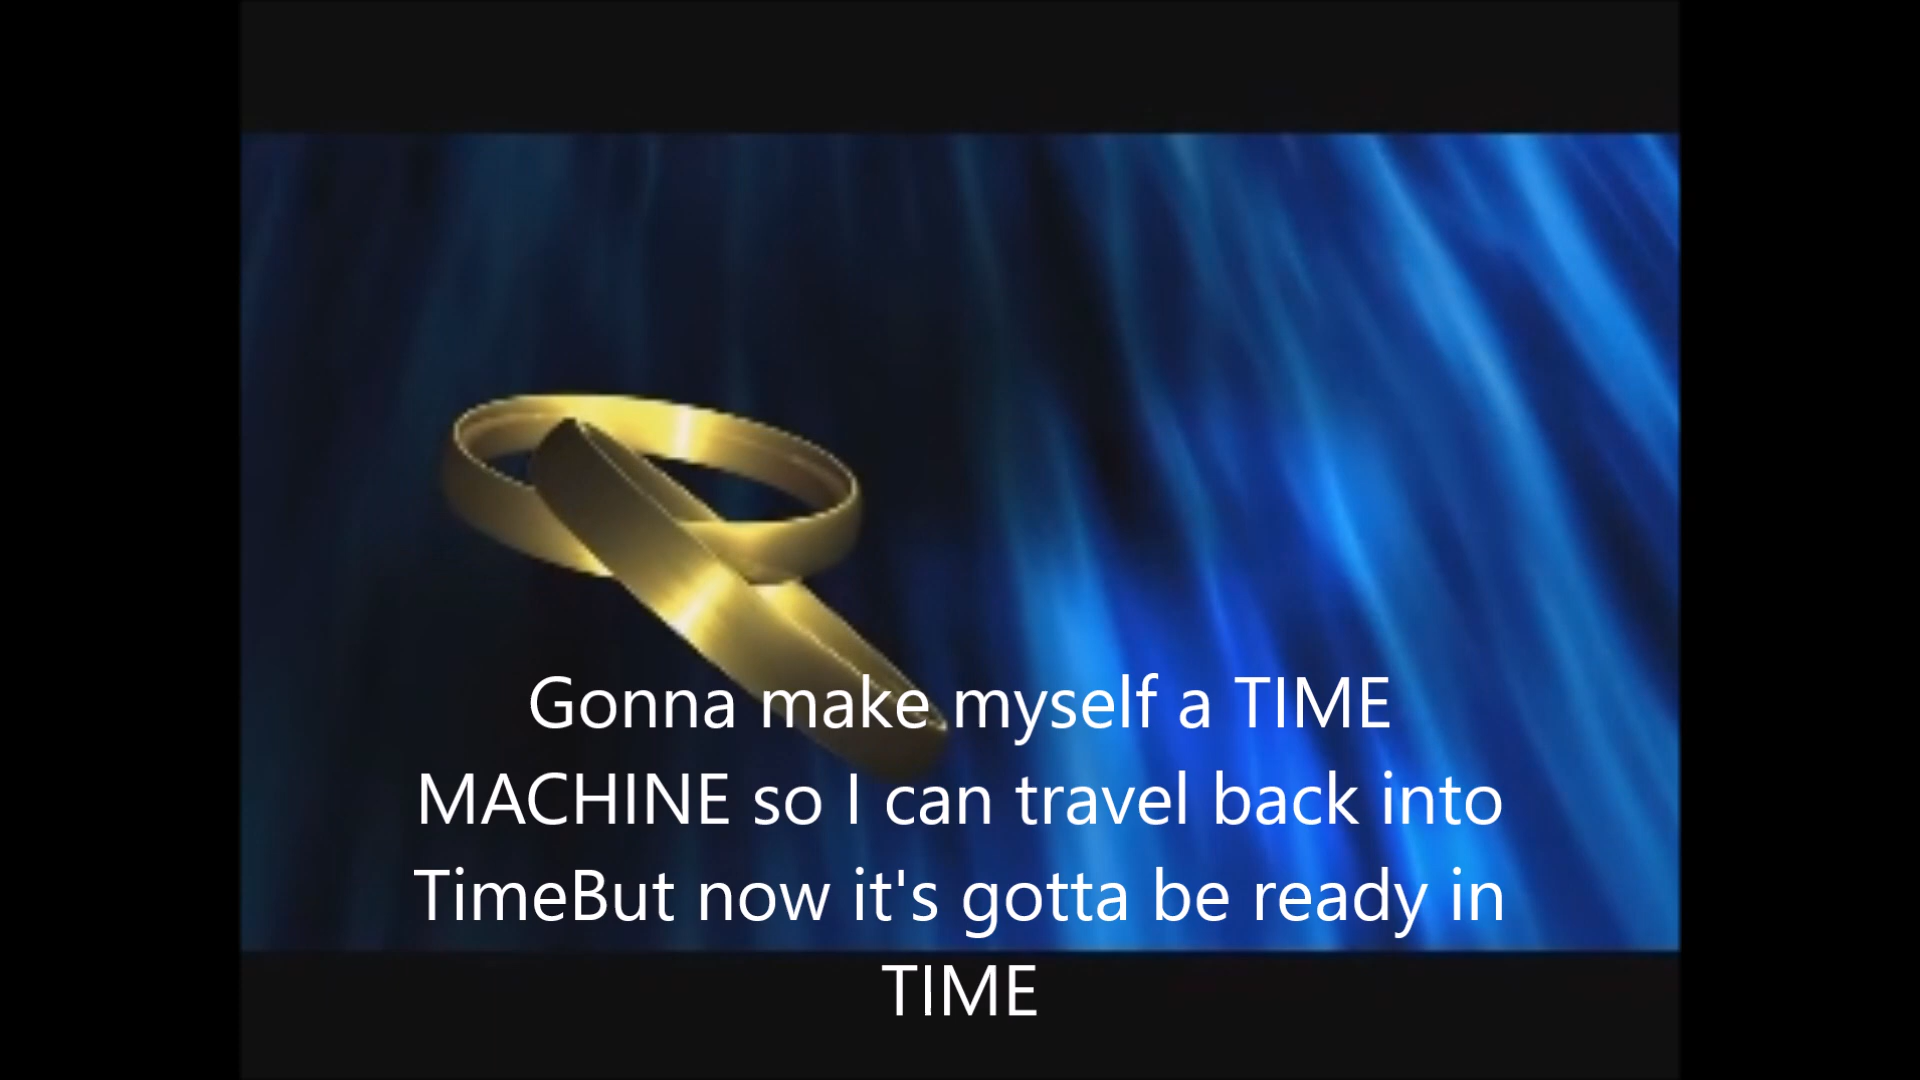 Gonna make myself a TIME
MACHINE so I can travel back into
TimeBut now it's gotta be ready in
TIME